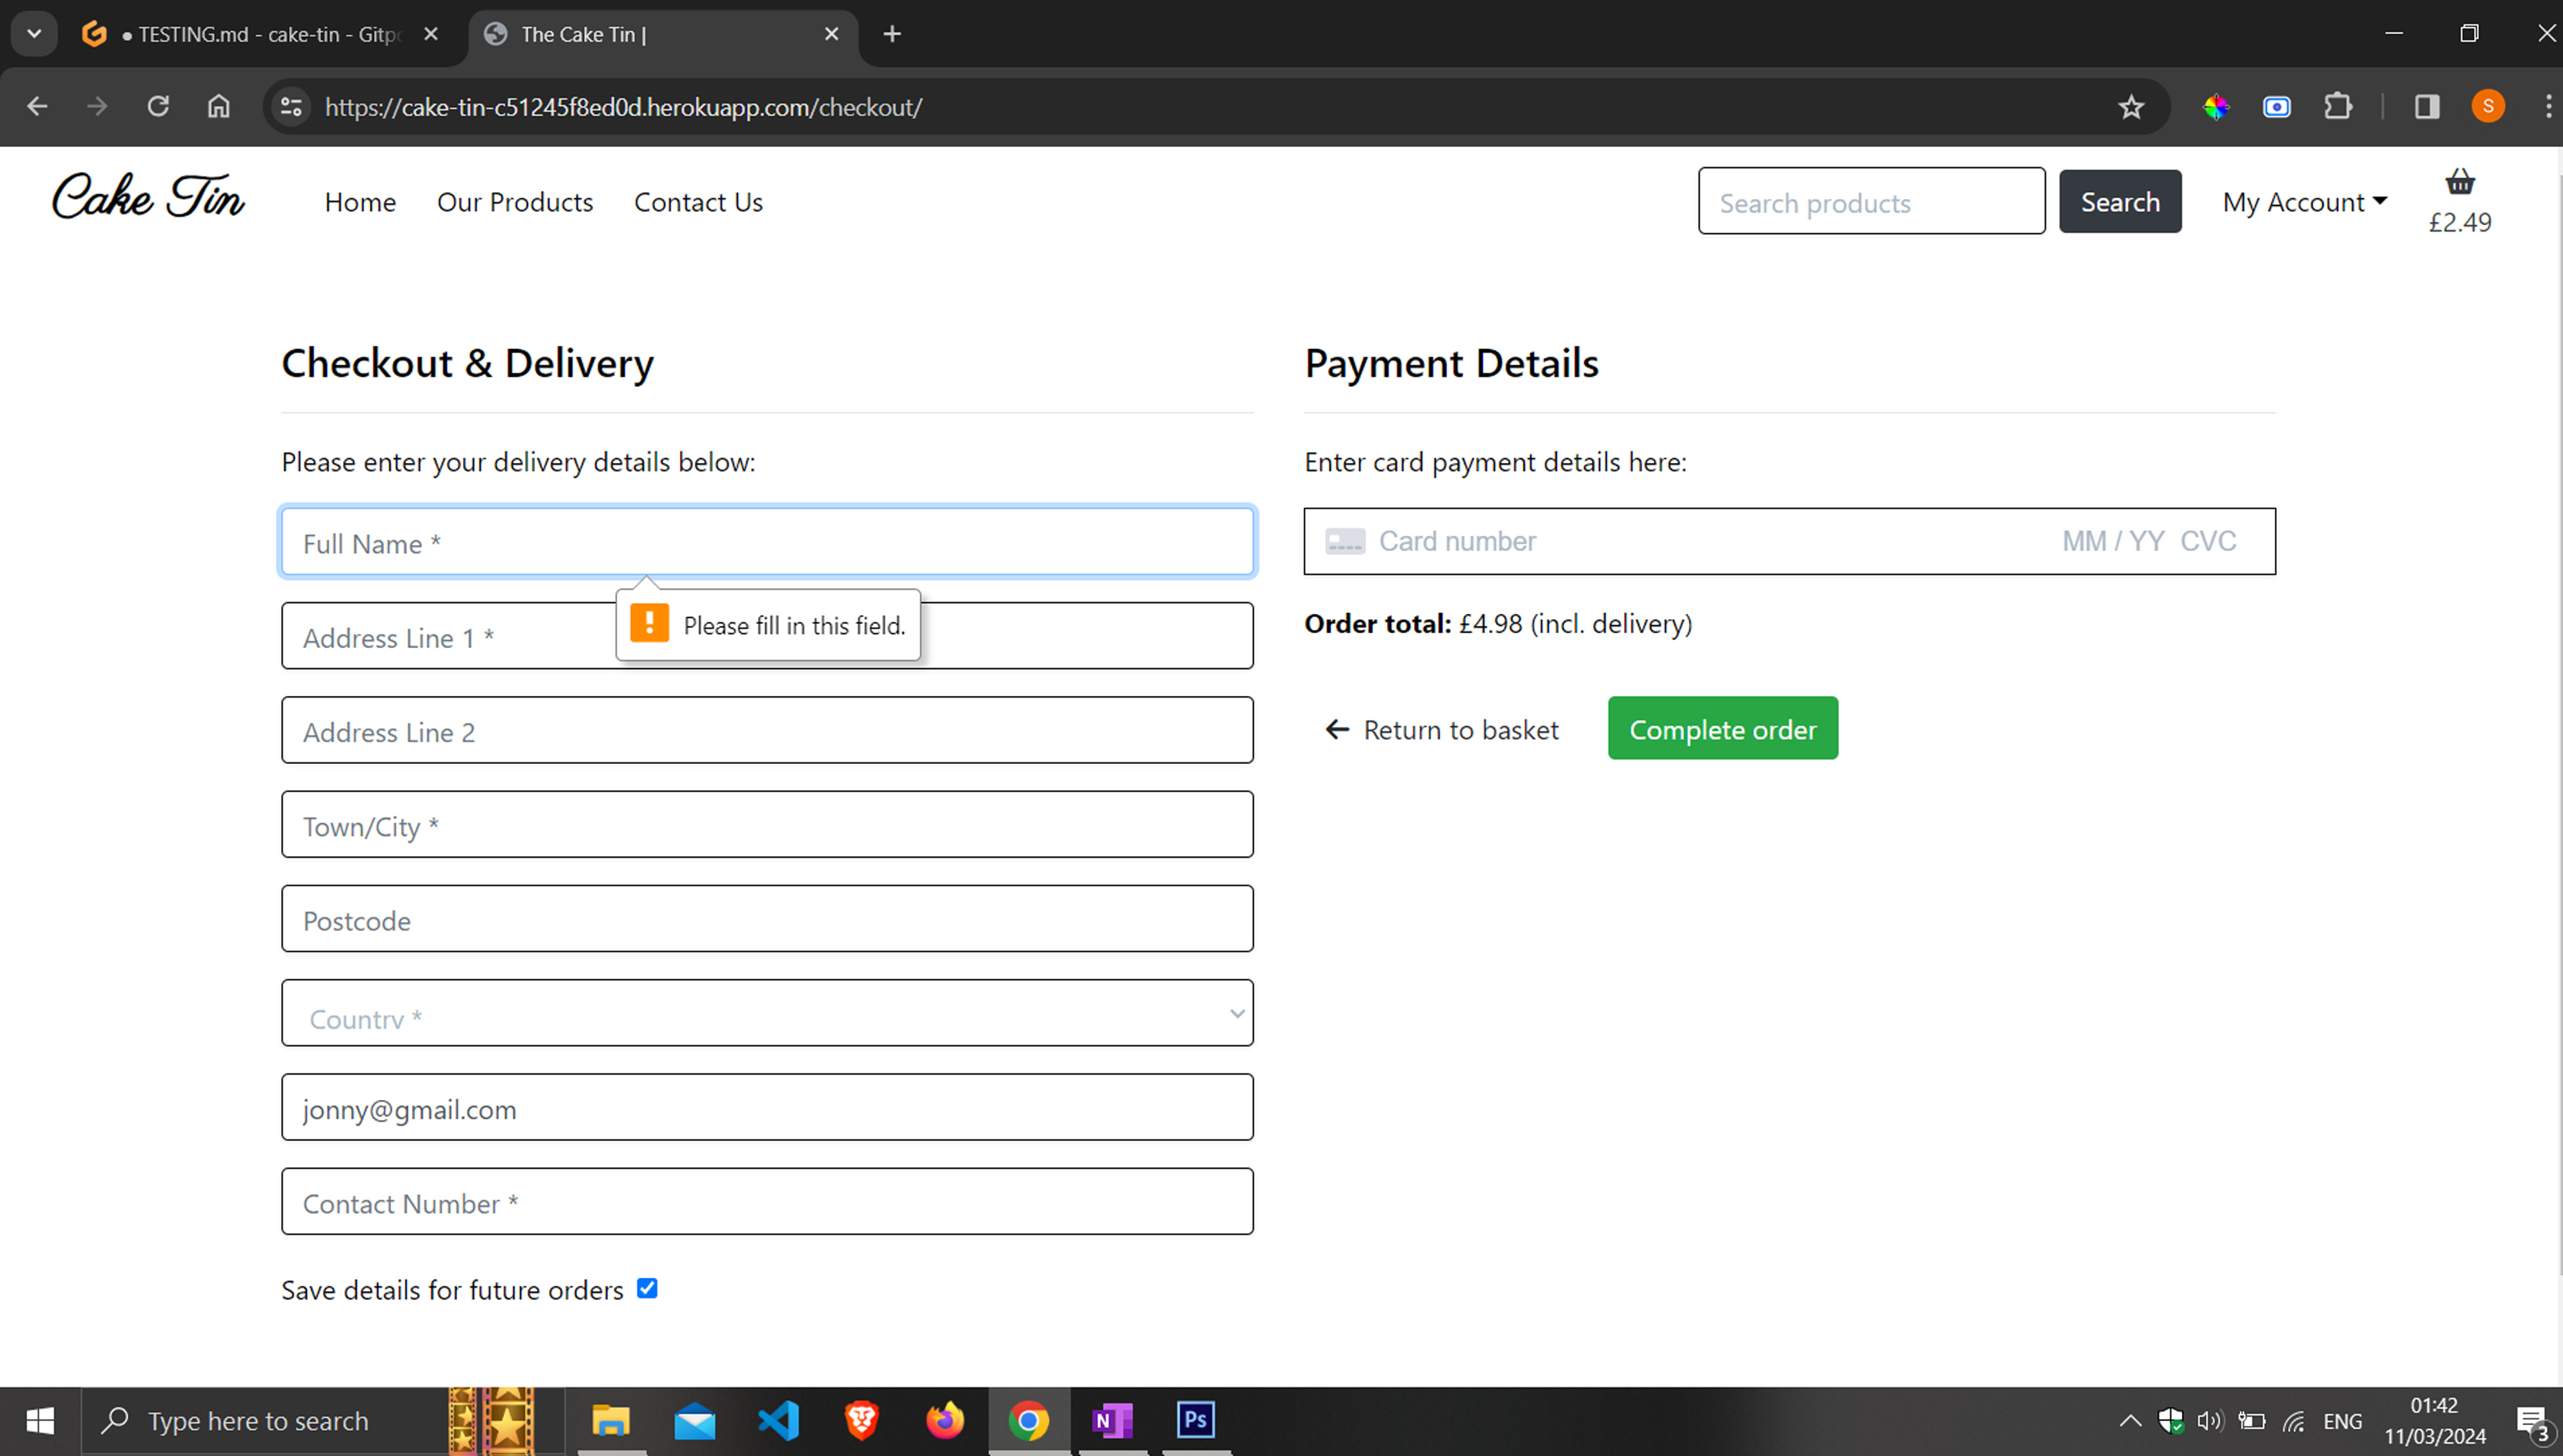 TESTING.md - cake-tin - Gitpo
The Cake Tin |
https://cake-tin-c51245f8ed0d.herokuapp.com/checkout/
S
Cake Tin
Home
Our Products
Contact Us
Search products
Search
My Account
£2.49
Checkout & Delivery
Please enter your delivery details below:
Full Name *
Please fill in this field.
Address Line 1 *
Address Line 2
Town/City *
Postcode
Country *
jonny@gmail.com
Contact Number *
Save details for future orders
Payment Details
Enter card payment details here:
Card number
MM / YY CVC
Order total: £4.98 (incl. delivery)
Return to basket
Complete order
Type here to search
N
Ps
ENG
01:42
11/03/2024
3